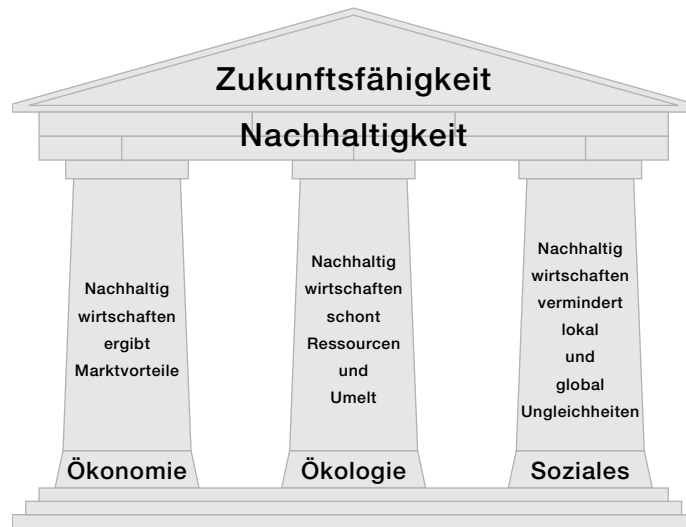 Zukunftsfähigkeit
Nachhaltigkeit
Nachhaltig
wirtschaften
ergibt
Marktvorteile
Ökonomie
Nachhaltig
wirtschaften
schont
Ressourcen
und
Umelt
Ökologie
Nachhaltig
wirtschaften
vermindert
lokal
und
global
Ungleichheiten
Soziales